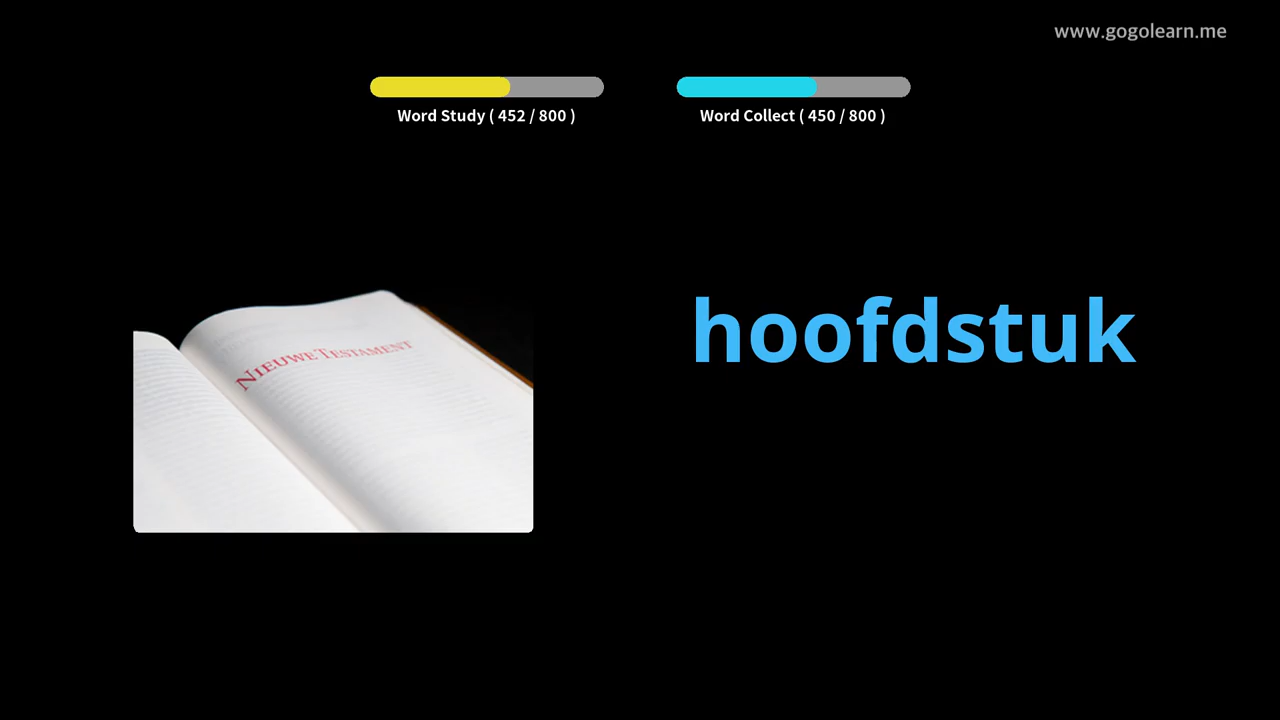 www.gogolearn.me
Word Study ( 452 / 800 )
Word Collect ( 450 / 800 )
NIEUWE TESTAMENT
hoofdstuk